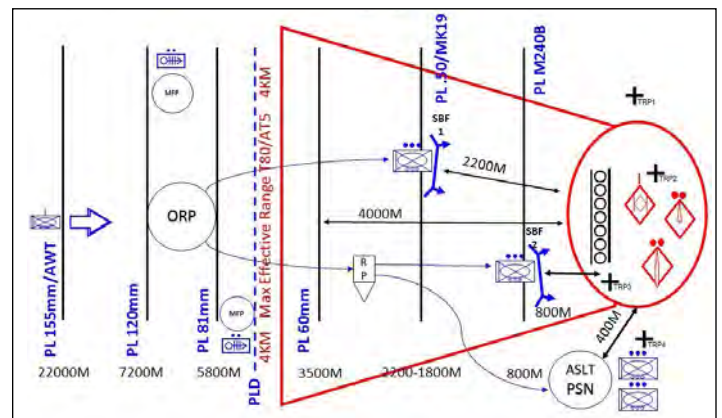 PL 155mm/AWT
PL 120mm
PL 81mm
PLD
4KM Max Effective Range T80/AT5 4KM
PL 60mm
PL .50/MK19
PL M240B
MFP
ORP
MFP
SBF
1
2200M
4000M
R
P
SBF
2
800M
400M
TRP1
TRP2
TRP3
TRP4
ASLT
PSN
22000M
7200M
5800M
3500M
2200-1800M
800M